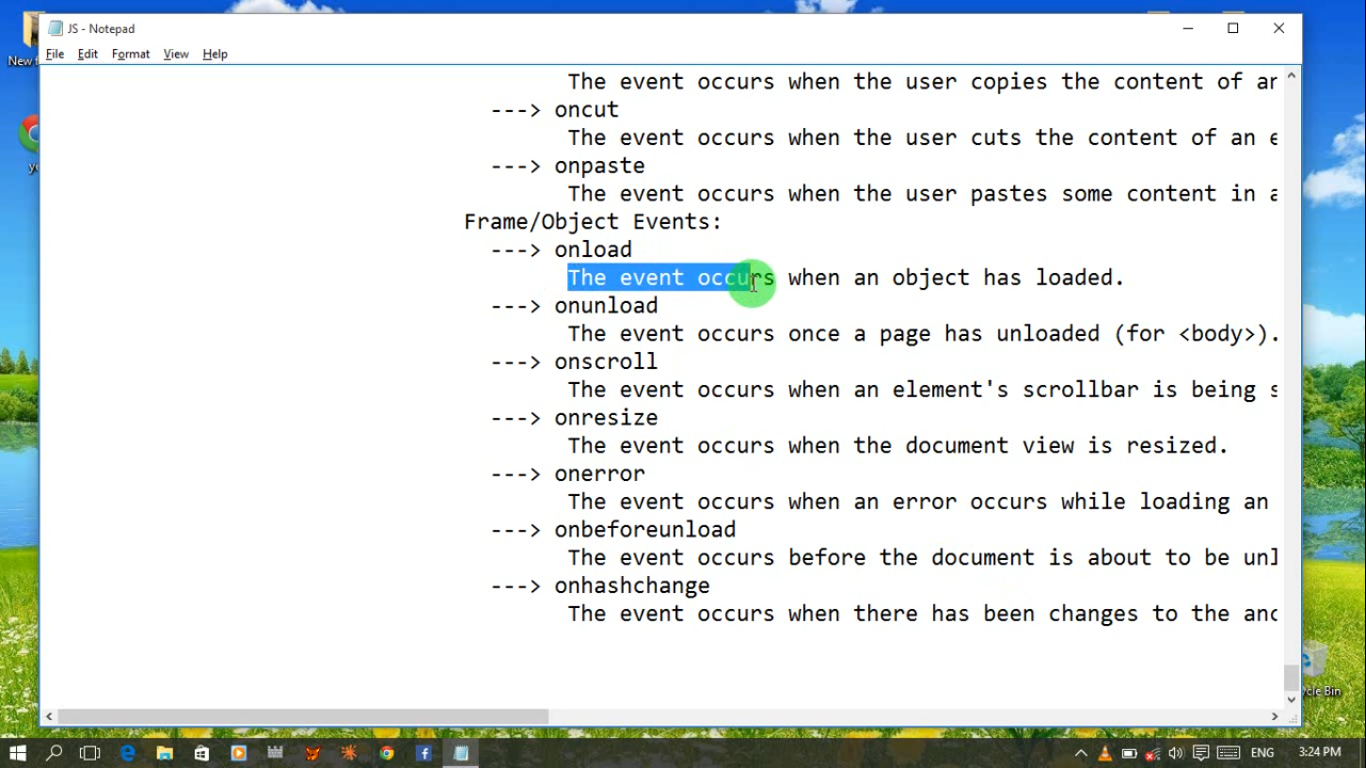 JS - Notepad
File Edit Format View Help
The event occurs when the user copies the content of an
---> oncut
The event occurs when the user cuts the content of an e
---> onpaste
The event occurs when the user pastes some content in a
Frame/Object Events:
---> onload
The event occurs when an object has loaded.
---> onunload
The event occurs once a page has unloaded (for <body>).
---> onscroll
The event occurs when an element's scrollbar is being s
---> onresize
The event occurs when the document view is resized.
---> onerror
The event occurs when an error occurs while loading an
---> onbeforeunload
The event occurs before the document is about to be unl
---> onhashchange
The event occurs when there has been changes to the anc
New
ycle Bin
ENG 3:24 PM